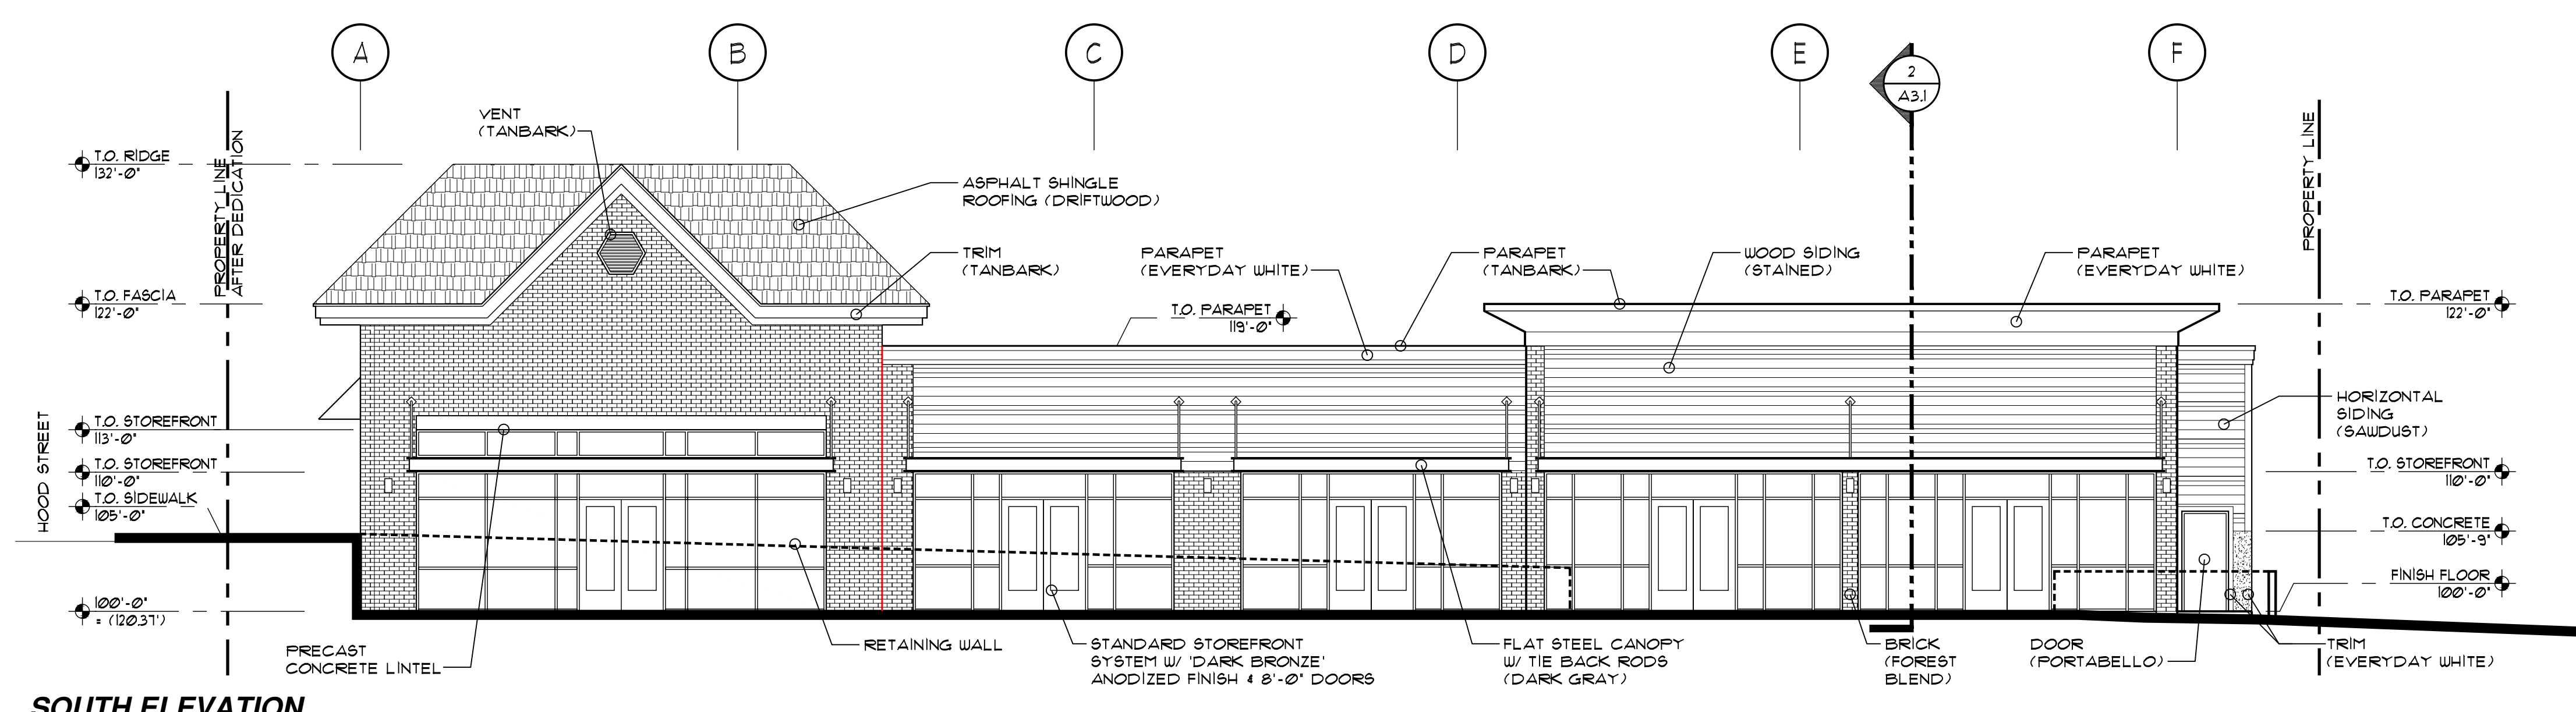 A
B
C
D
E
F
2
A3.1
VENT
(TANBARK)
T.O. RIDGE
132'-0"
PROPERTY LINE
AFTER DEDICATION
ASPHALT SHINGLE
ROOFING (DRIFTWOOD)
TRIM
(TANBARK)
PARAPET
(EVERYDAY WHITE)
PARAPET
(TANBARK)
WOOD SIDING
(STAINED)
PARAPET
(EVERYDAY WHITE)
PROPERTY LINE
T.O. FASCIA
122'-0"
T.O. PARAPET
119'-0"
T.O. PARAPET
122'-0"
HOOD STREET
T.O. STOREFRONT
113'-0"
T.O. STOREFRONT
110'-0"
T.O. SIDEWALK
105'-0"
100'-0"
= (120.37')
HORIZONTAL
SIDING
(SAWDUST)
T.O. STOREFRONT
110'-0"
T.O. CONCRETE
105'-9"
FINISH FLOOR
100'-0"
PRECAST
CONCRETE LINTEL
RETAINING WALL
STANDARD STOREFRONT
SYSTEM W/ 'DARK BRONZE'
ANODIZED FINISH & 8'-0" DOORS
FLAT STEEL CANOPY
W/ TIE BACK RODS
(DARK GRAY)
BRICK
(FOREST
BLEND)
DOOR
(PORTABELLO)
TRIM
(EVERYDAY WHITE)
SOUTH ELEVATION